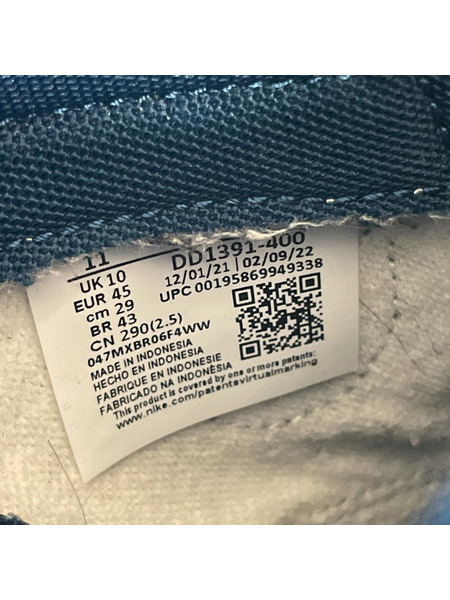 11
UK 10
EUR 45
cm 29
BR 43
CN 290(2.5)
047MXBR06F4WW
DD1391-400
12/01/21 | 02/09/22
UPC 00195869949338
MADE IN INDONESIA
HECHO EN INDONESIA
FABRIQUE EN INDONESIE
FABRICADO NA INDONÉSIA
This product is covered by one or more patents:
www.nike.com/patentsvirtualmarking